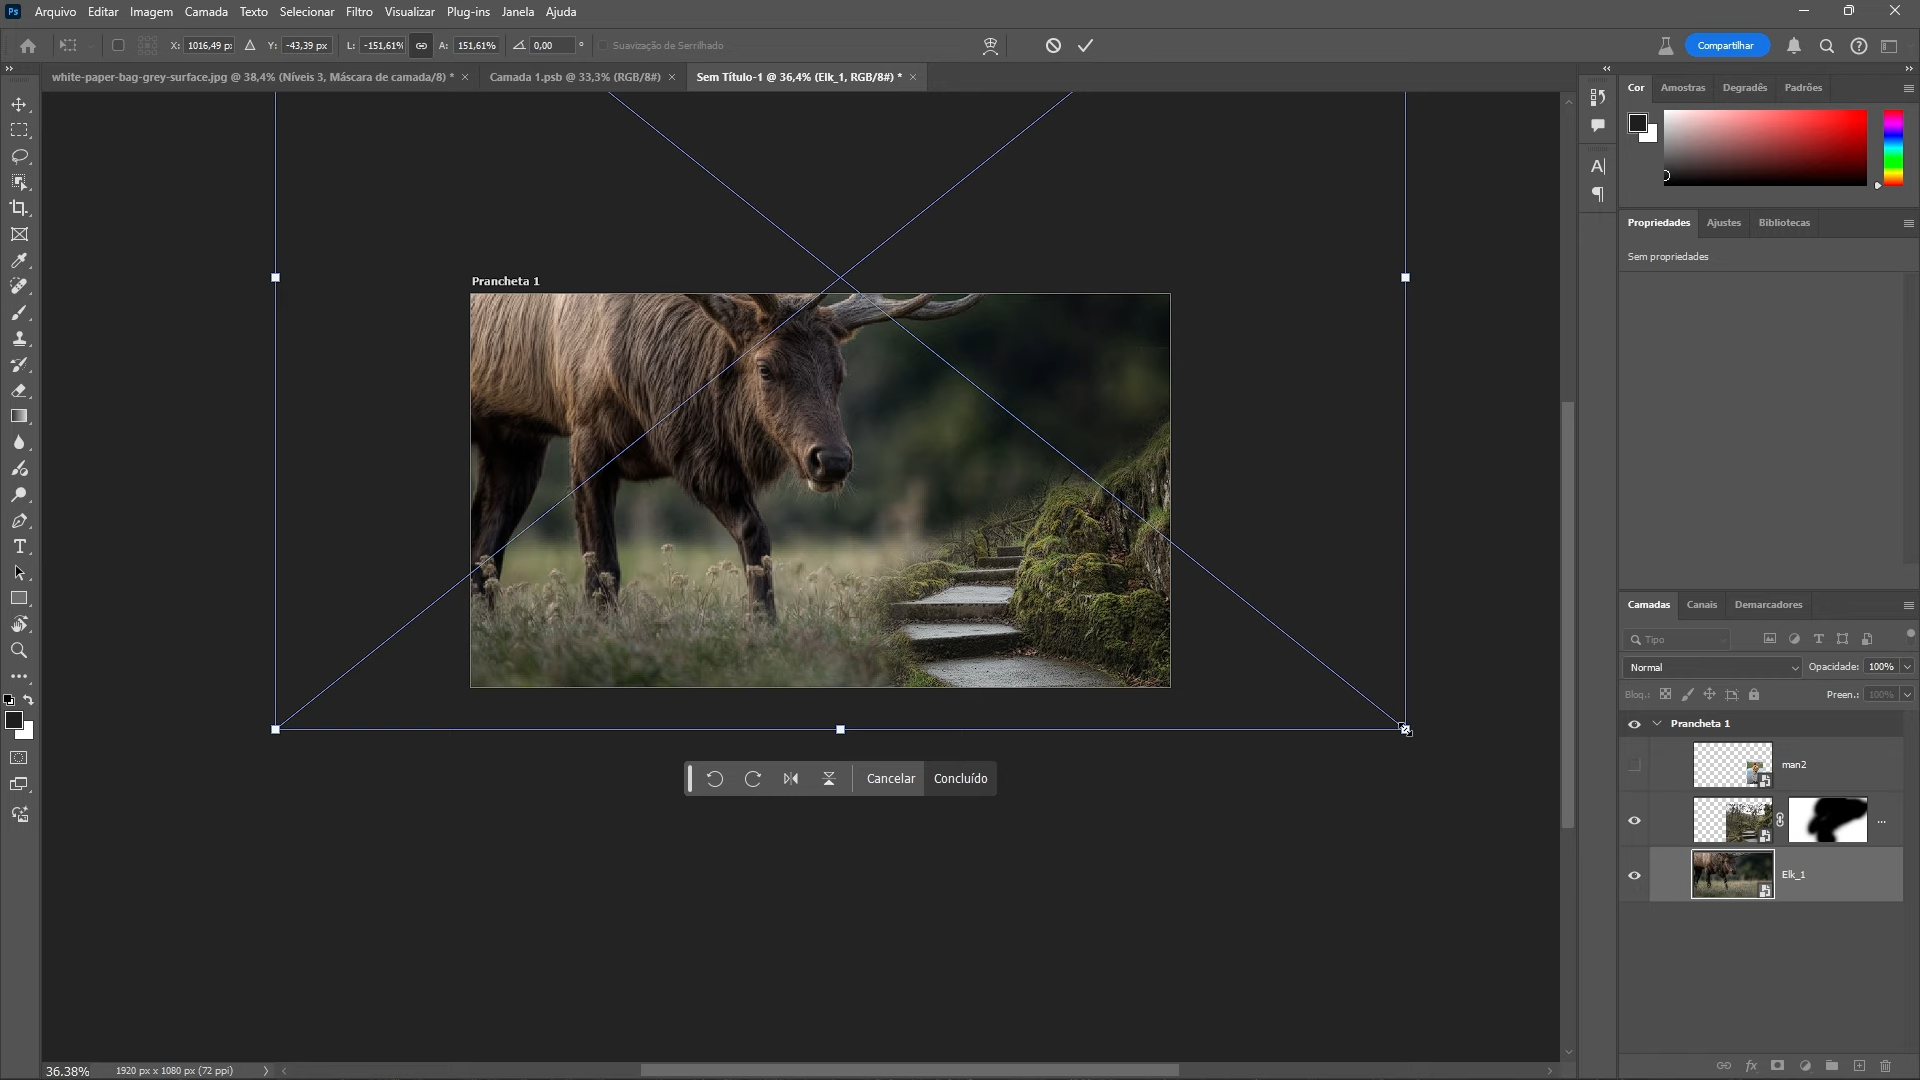 Ps Arquivo Editar Imagem Camada Texto Selecionar Filtro Visualizar Plug-ins Janela Ajuda
X: 1016,49 p: Y: -43,39 px L: -151,61% A: 151,61% 0,00 ° Suavização de Serrilhado Compartilhar
white-paper-bag-grey-surface.jpg @ 38,4% (Níveis 3, Máscara de camada/8) * × Camada 1.psb @ 33,3% (RGB/8#) × Sem Título-1 @ 36,4% (Elk_1, RGB/8#) * ×
Cor Amostras Degradês Padrões
Propriedades Ajustes Bibliotecas
Sem propriedades
Prancheta 1
Cancelar Concluído
Camadas Canais Demarcadores
Tipo
Normal Opacidade: 100%
Bloq.: Preen.: 100%
Prancheta 1
man2
...
Elk_1
36.38% 1920 px x 1080 px (72 ppi)